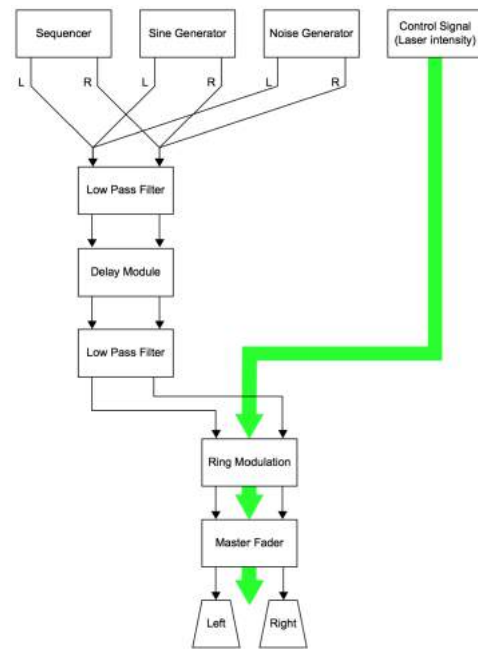 Sequencer
Sine Generator
Noise Generator
Control Signal
(Laser intensity)
L
R
L
R
L
R
Low Pass Filter
Delay Module
Low Pass Filter
Ring Modulation
Master Fader
Left
Right